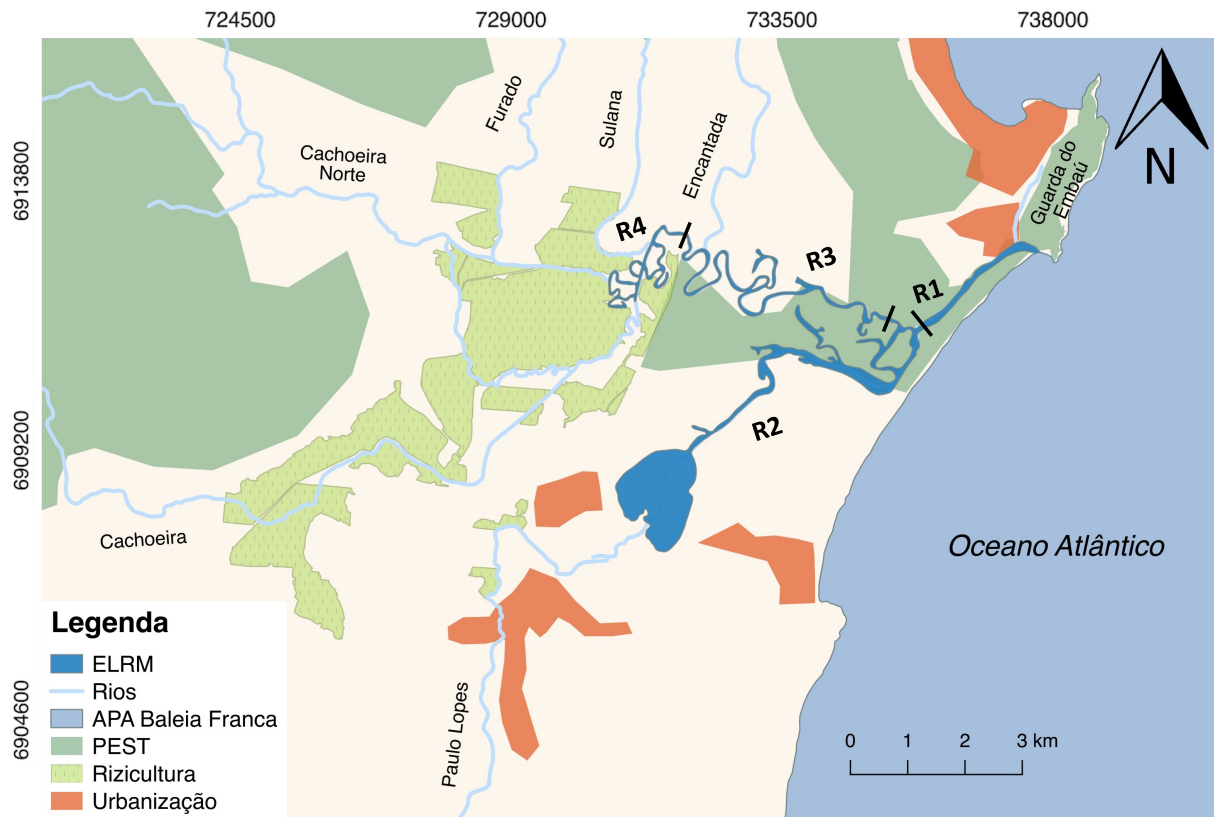 724500
729000
733500
738000
6913800
6909200
6904600
Furado
Sulana
Encantada
Cachoeira
Norte
Guarda do
Embaú
N
R4
R3
R1
R2
Cachoeira
Oceano Atlântico
Paulo Lopes
Legenda
ELRM
Rios
APA Baleia Franca
PEST
Rizicultura
Urbanização
0 1 2 3 km